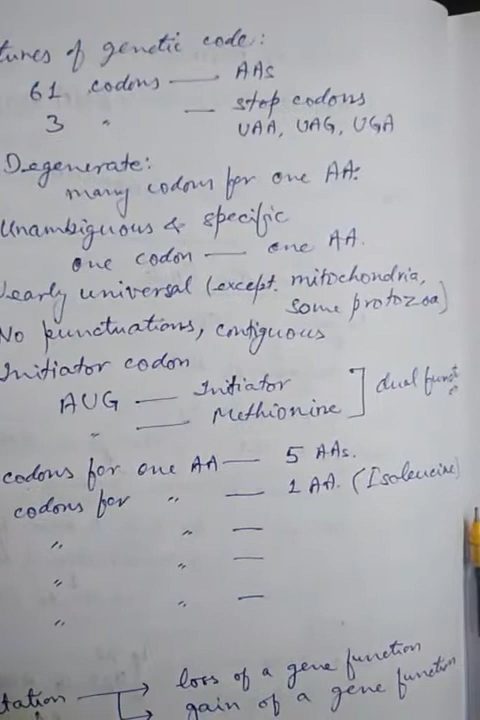 tures of genetic code:
61 codons — AAs
3 〃 — stop codons
UAA, UAG, UGA
Degenerate:
many codons for one AA.
Unambiguous & specific
one codon — one AA.
Nearly universal (except. mitochondria,
some protozoa)
No punctuations, contiguous
Initiator codon
AUG — Initiator
〃 — Methionine ] dual funct
codons for one AA — 5 AAs.
codons for 〃 — 1 AA. (Isoleucine)
〃 〃 —
〃 〃 —
〃 〃 —
tation → loss of a gene function
→ gain of a gene function